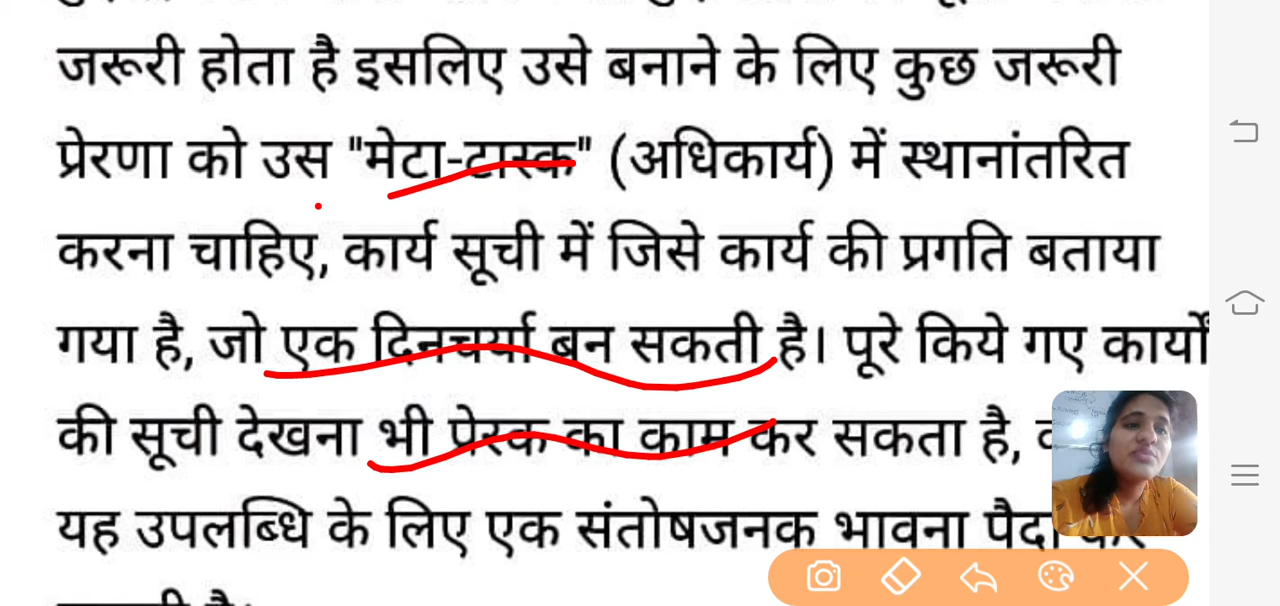 जरूरी होता है इसलिए उसे बनाने के लिए कुछ जरूरी
प्रेरणा को उस "मेटा-टास्क" (अधिकार्य) में स्थानांतरित
करना चाहिए, कार्य सूची में जिसे कार्य की प्रगति बताया
गया है, जो एक दिनचर्या बन सकती है। पूरे किये गए कार्यों
की सूची देखना भी प्रेरक का काम कर सकता है,
यह उपलब्धि के लिए एक संतोषजनक भावना पैदा कर